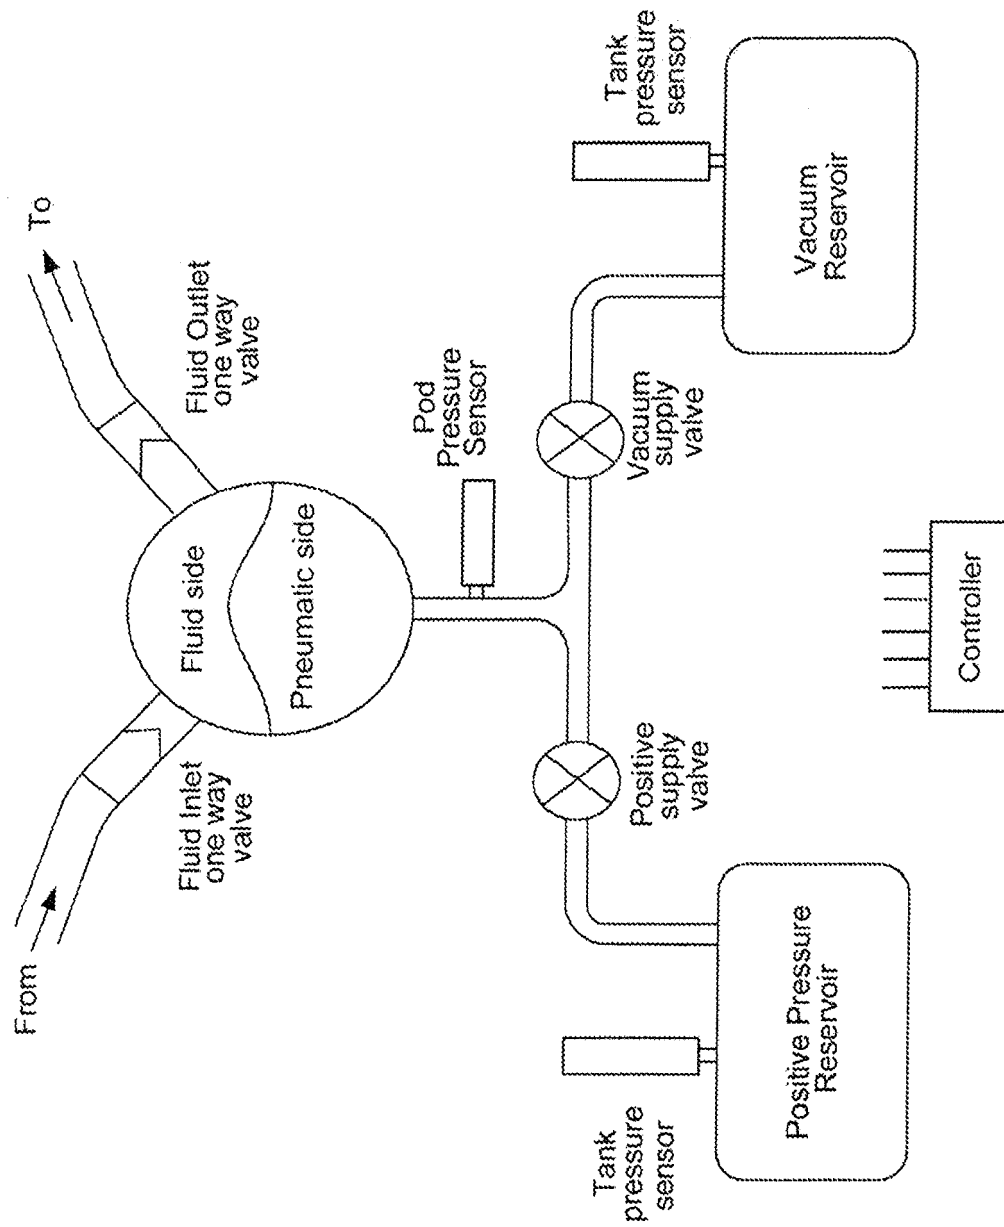 From
To
Fluid Inlet
one way
valve
Fluid Outlet
one way
valve
Fluid side
Pneumatic side
Pod
Pressure
Sensor
Tank
pressure
sensor
Positive
supply
valve
Vacuum
supply
valve
Tank
pressure
sensor
Positive Pressure
Reservoir
Vacuum
Reservoir
Controller